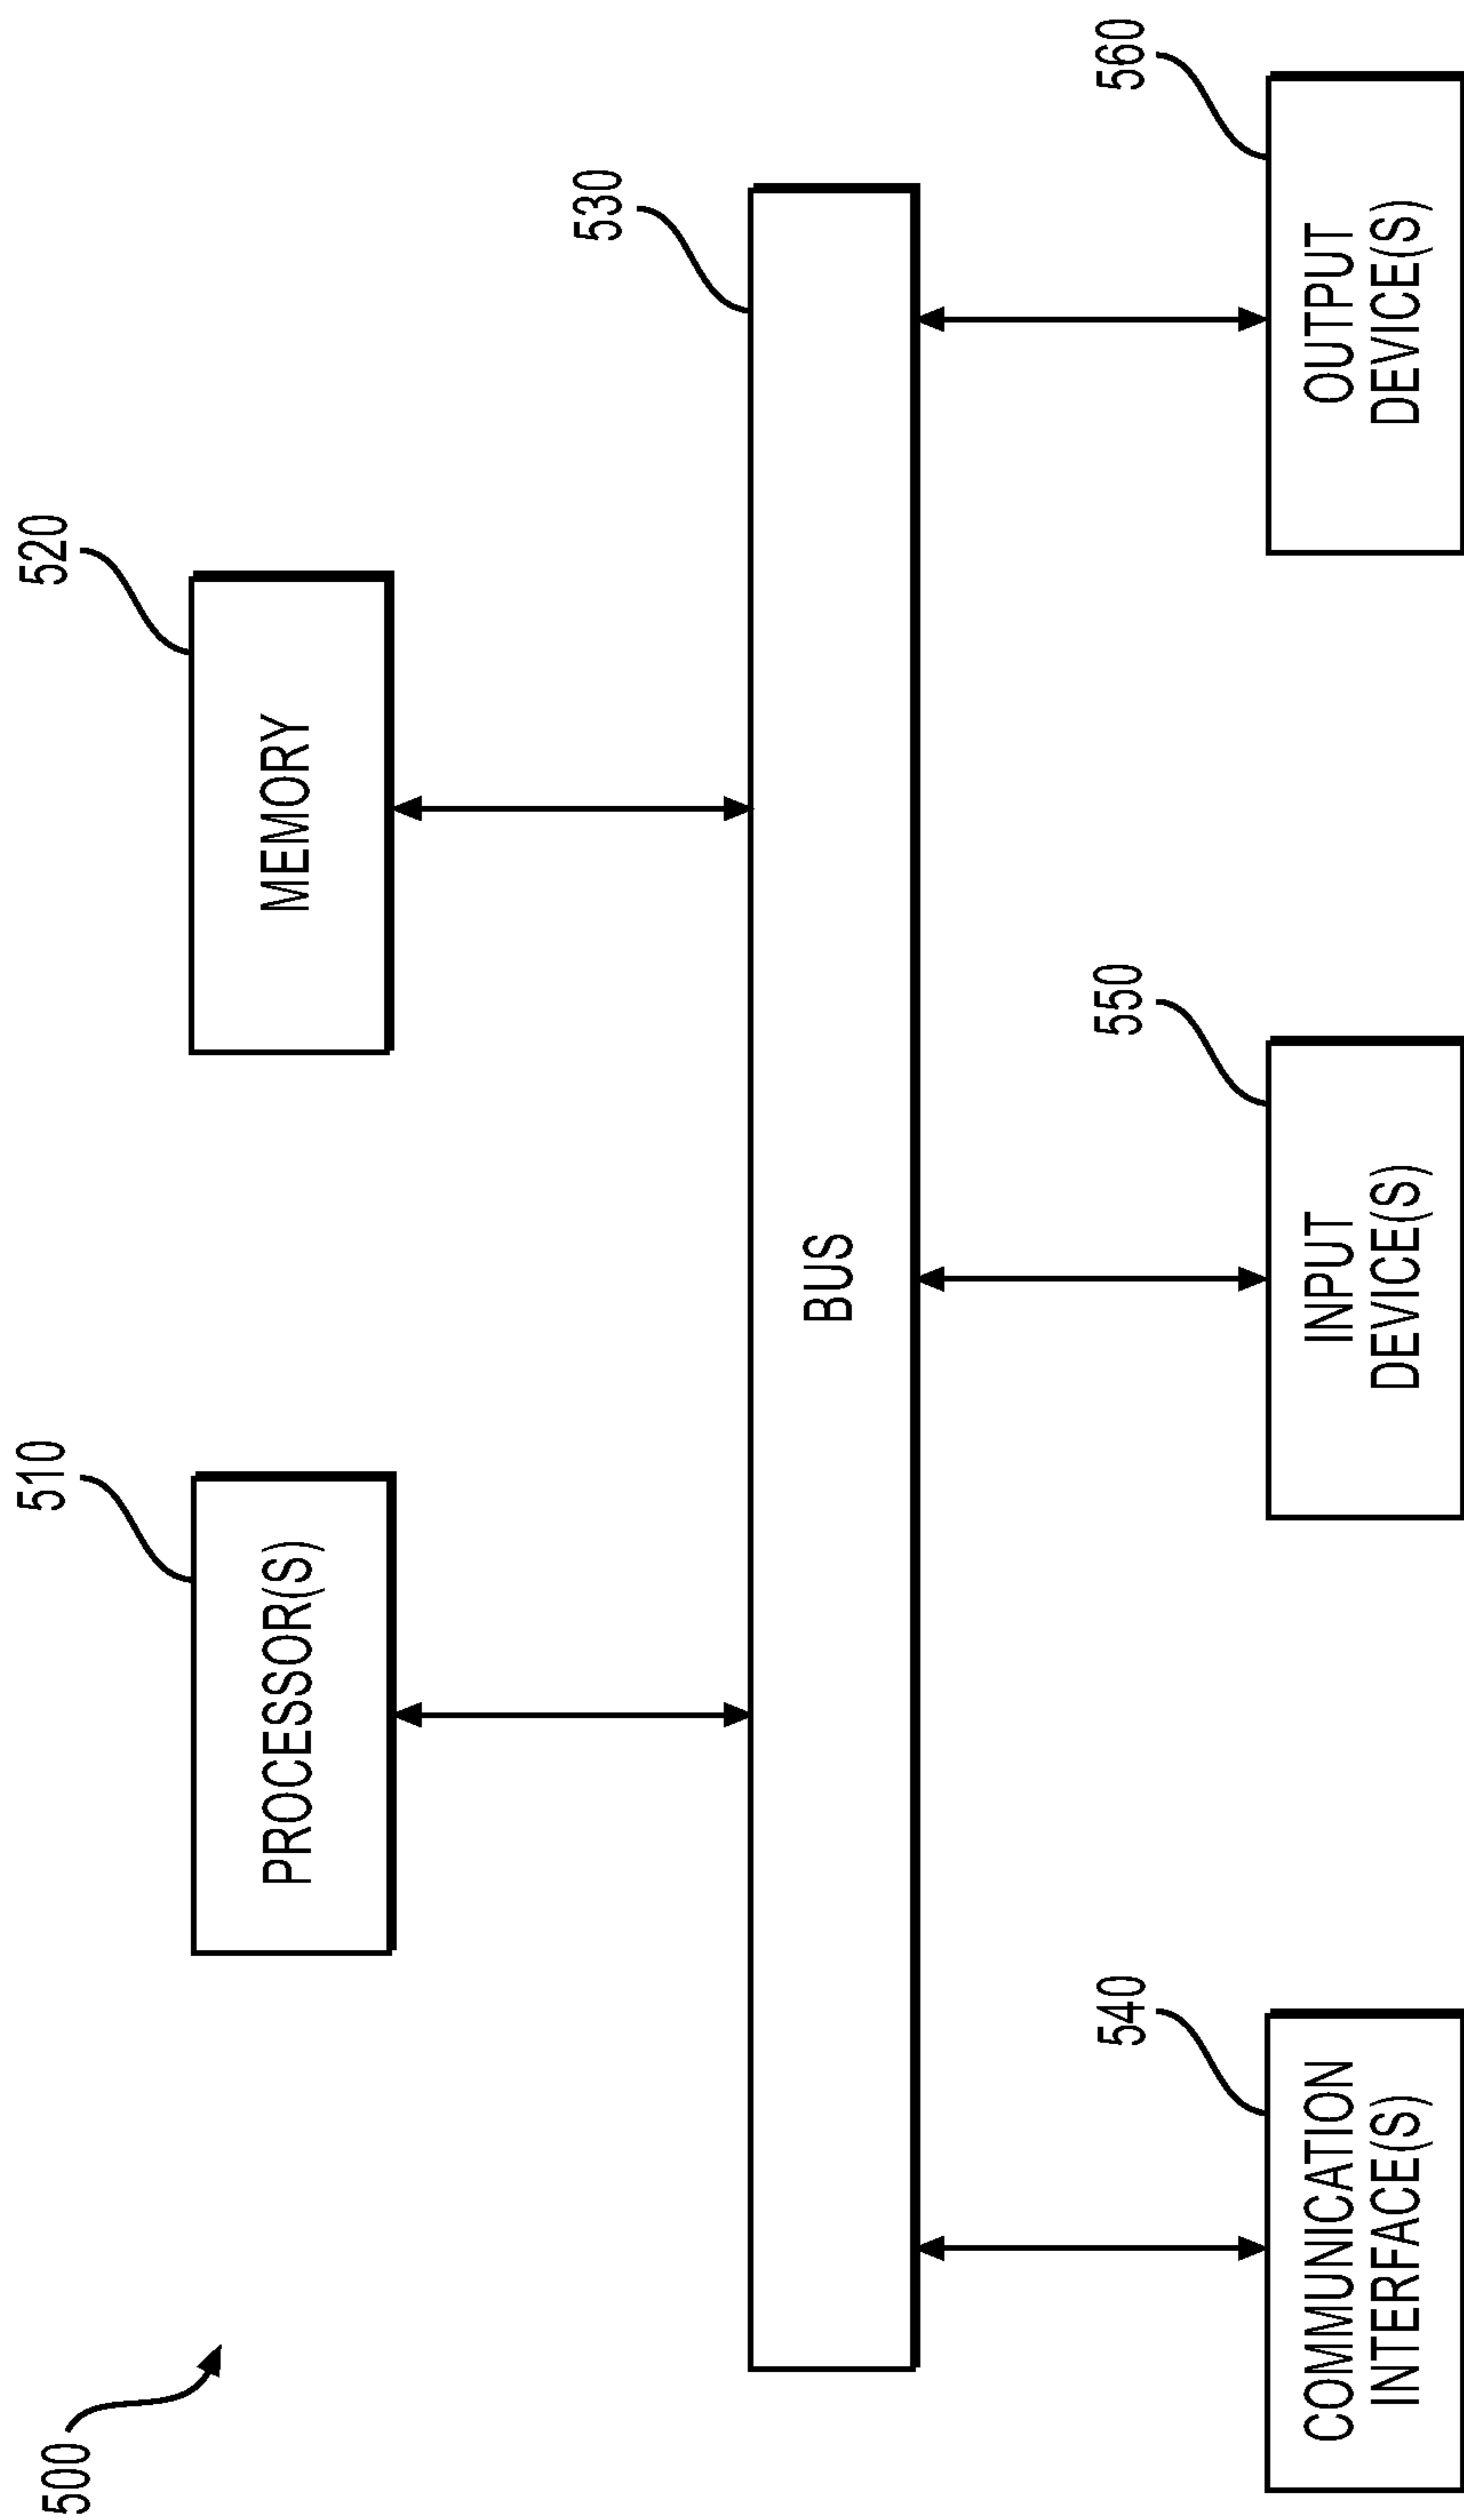 500
510
PROCESSOR(S)
520
MEMORY
530
BUS
540
COMMUNICATION
INTERFACE(S)
550
INPUT
DEVICE(S)
560
OUTPUT
DEVICE(S)